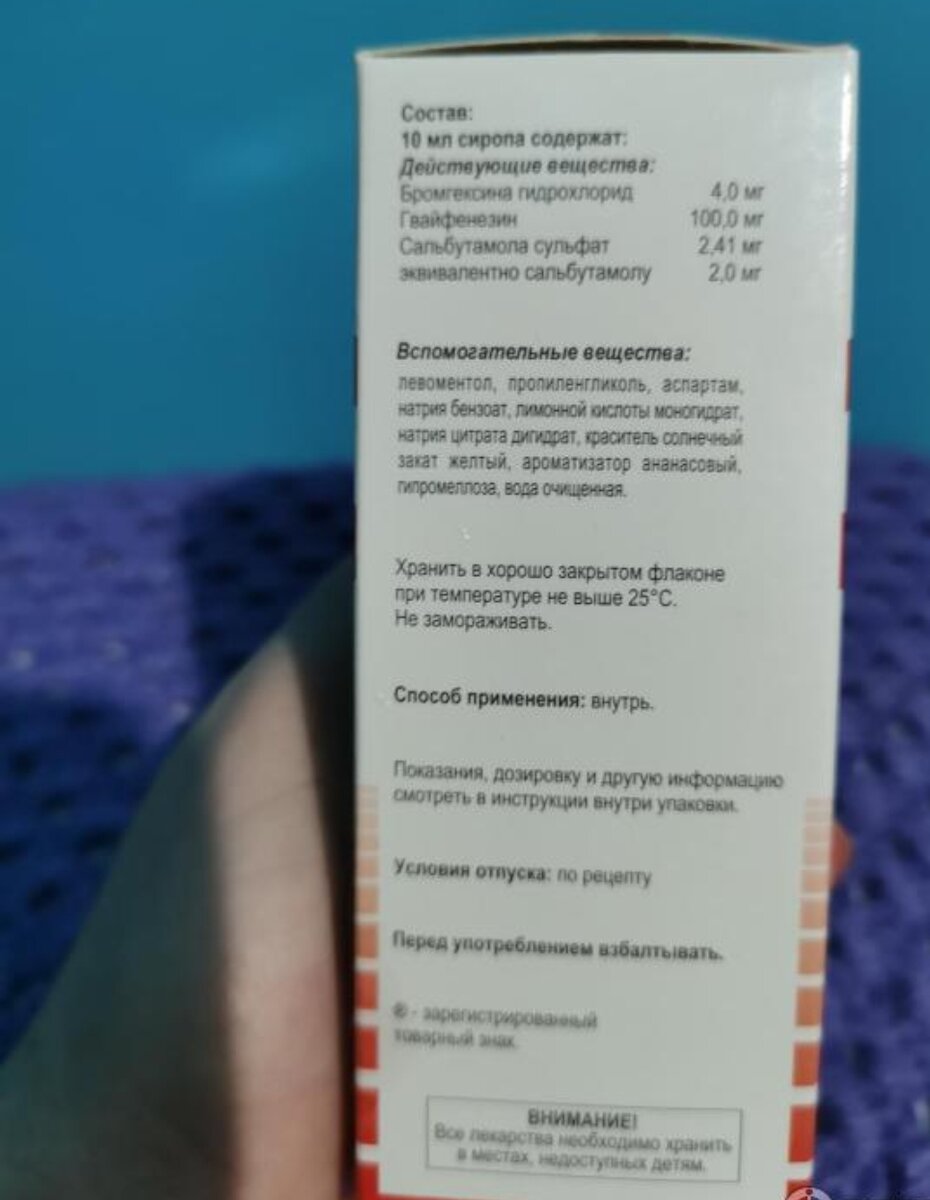 Состав:
10 мл сиропа содержат:
Действующие вещества:
Бромгексина гидрохлорид 4,0 мг
Гвайфенезин 100,0 мг
Сальбутамола сульфат 2,41 мг
эквивалентно сальбутамолу 2,0 мг
Вспомогательные вещества:
левоментол, пропиленгликоль, аспартам,
натрия бензоат, лимонной кислоты моногидрат,
натрия цитрата дигидрат, краситель солнечный
закат желтый, ароматизатор ананасовый,
гипромеллоза, вода очищенная.
Хранить в хорошо закрытом флаконе
при температуре не выше 25°С.
Не замораживать.
Способ применения: внутрь.
Показания, дозировку и другую информацию
смотреть в инструкции внутри упаковки.
Условия отпуска: по рецепту
Перед употреблением взбалтывать.
® - зарегистрированный
товарный знак.
ВНИМАНИЕ!
Все лекарства необходимо хранить
в местах, недоступных детям.